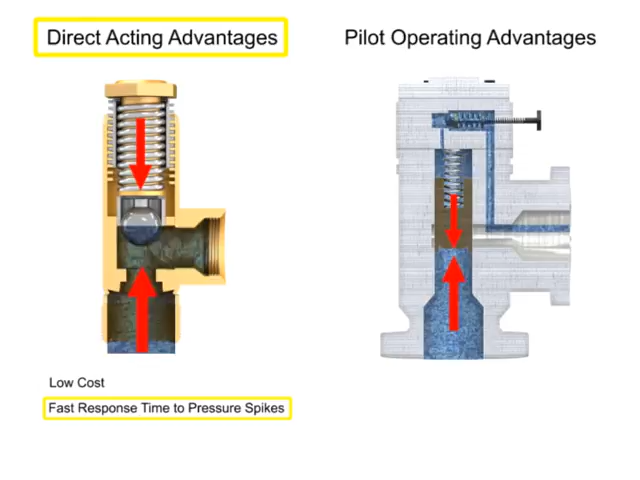 Direct Acting Advantages
Pilot Operating Advantages
Low Cost
Fast Response Time to Pressure Spikes